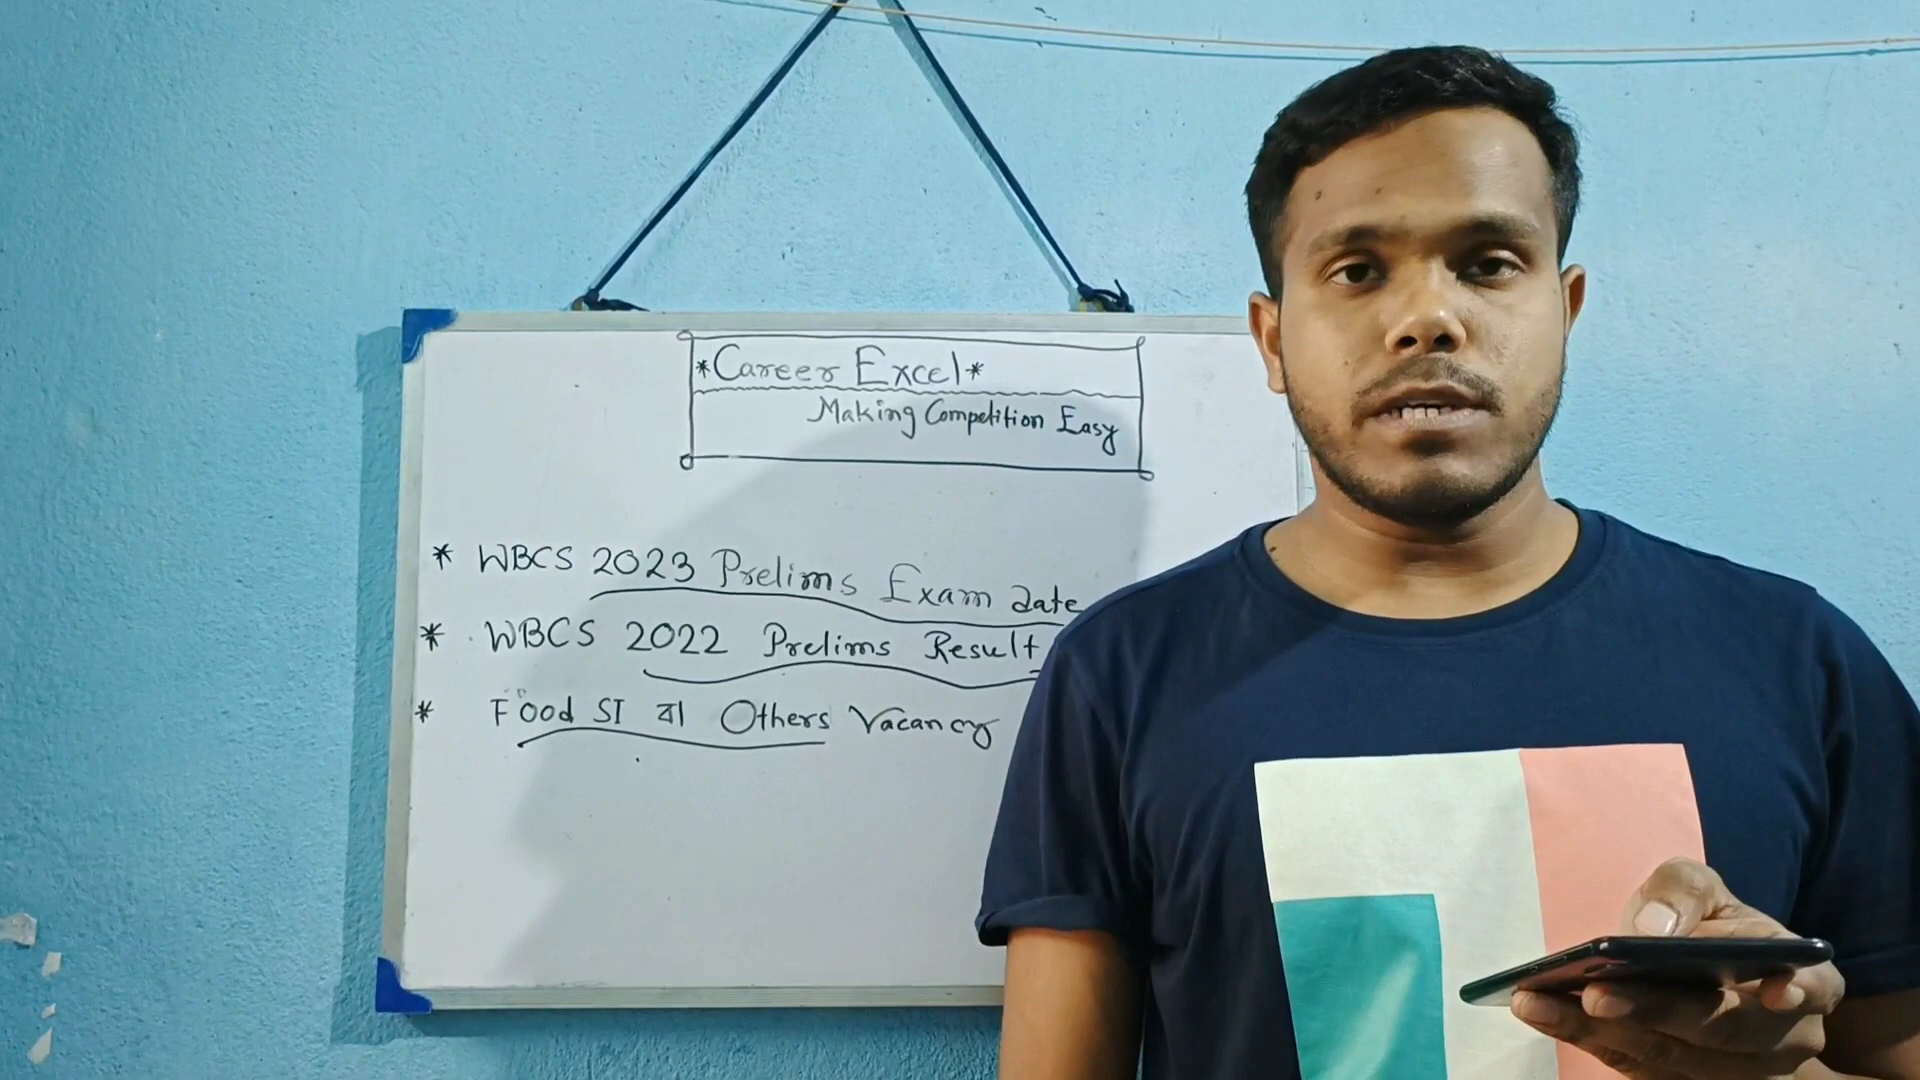 *Career Excel*
Making Competition Easy
* WBCS 2023 Prelims Exam date
* WBCS 2022 Prelims Result
* Food SI বা Others Vacancy